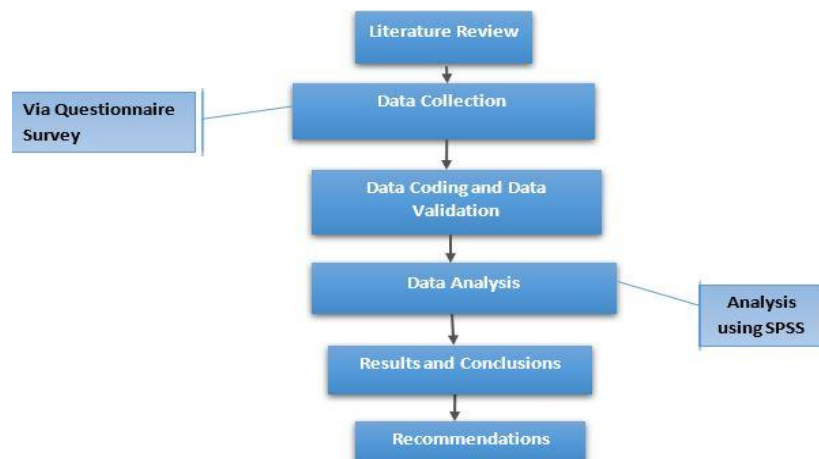 Literature Review
Data Collection
Via Questionnaire
Survey
Data Coding and Data
Validation
Data Analysis
Analysis
using SPSS
Results and Conclusions
Recommendations